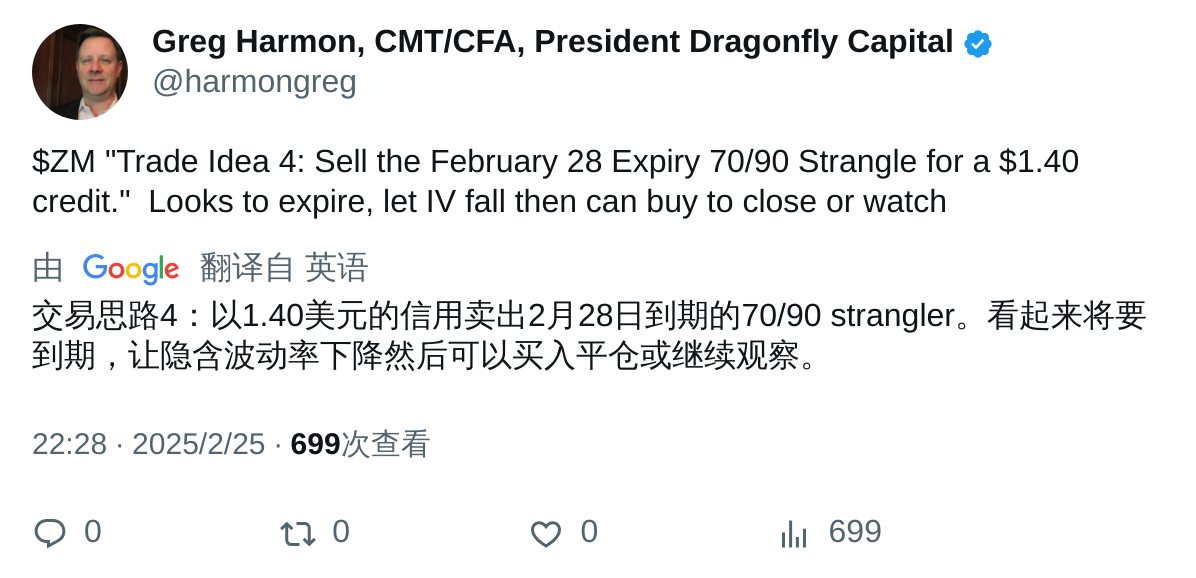 Greg Harmon, CMT/CFA, President Dragonfly Capital
@harmongreg
$ZM "Trade Idea 4: Sell the February 28 Expiry 70/90 Strangle for a $1.40
credit."  Looks to expire, let IV fall then can buy to close or watch
由 Google 翻译自 英语
交易思路4：以1.40美元的信用卖出2月28日到期的70/90 strangler。看起来将要
到期，让隐含波动率下降然后可以买入平仓或继续观察。
22:28 · 2025/2/25 · 699次查看
0 0 0 699